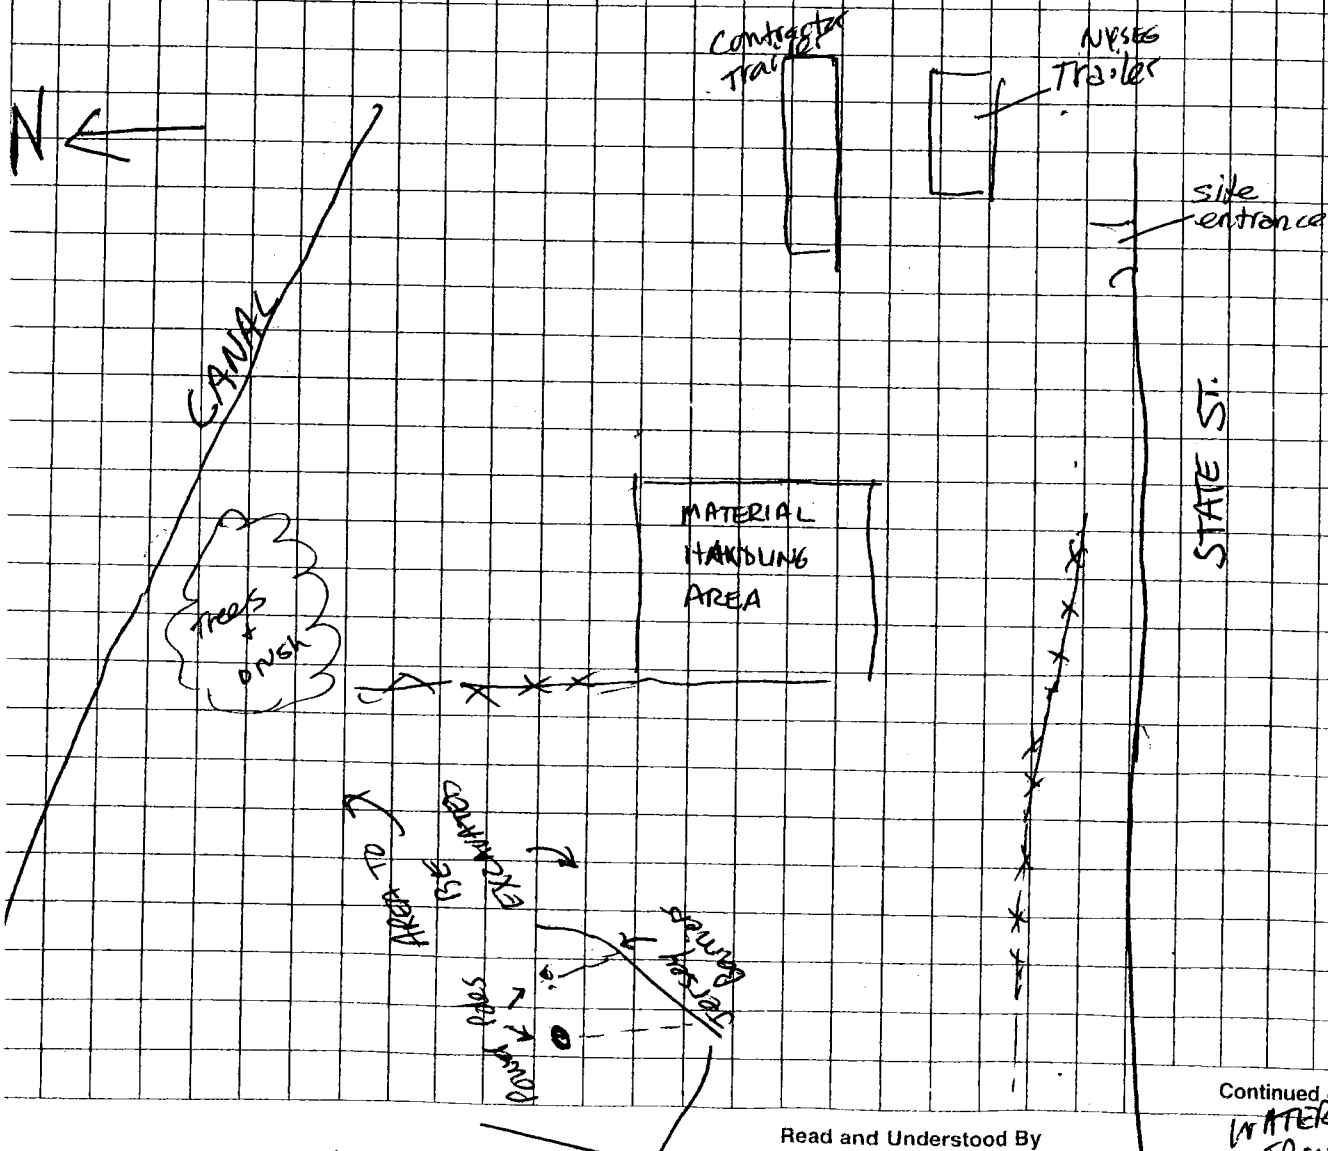 Contractor
Trailer
NYSEG
Trailer
N
side
entrance
CANAL
STATE ST.
MATERIAL
HANDLING
AREA
Trees
+
brush
AREA TO
BE
EXCAVATED
Jersey
Barriers
Power Poles
Continued
Read and Understood By
WATER